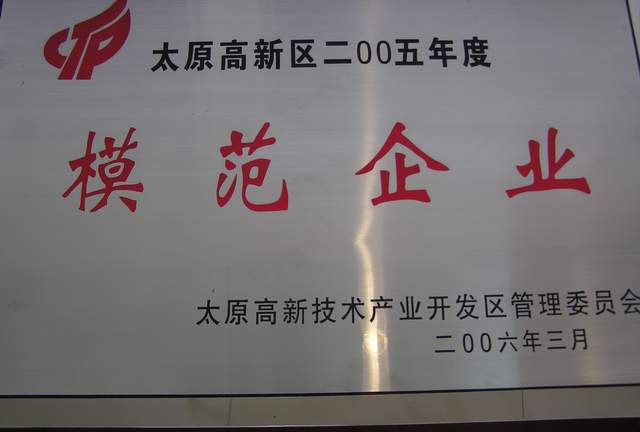 太原高新区二00五年度
模范企业
太原高新技术产业开发区管理委员会
二00六年三月